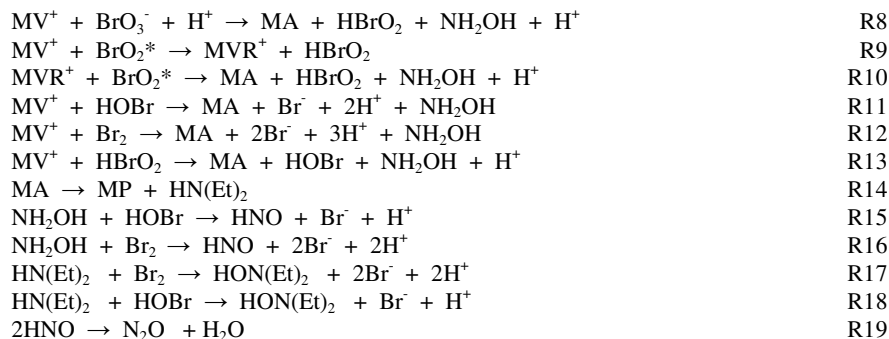 MV⁺ + BrO₃⁻ + H⁺ → MA + HBrO₂ + NH₂OH + H⁺ R8
MV⁺ + BrO₂* → MVR⁺ + HBrO₂ R9
MVR⁺ + BrO₂* → MA + HBrO₂ + NH₂OH + H⁺ R10
MV⁺ + HOBr → MA + Br⁻ + 2H⁺ + NH₂OH R11
MV⁺ + Br₂ → MA + 2Br⁻ + 3H⁺ + NH₂OH R12
MV⁺ + HBrO₂ → MA + HOBr + NH₂OH + H⁺ R13
MA → MP + HN(Et)₂ R14
NH₂OH + HOBr → HNO + Br⁻ + H⁺ R15
NH₂OH + Br₂ → HNO + 2Br⁻ + 2H⁺ R16
HN(Et)₂ + Br₂ → HON(Et)₂ + 2Br⁻ + 2H⁺ R17
HN(Et)₂ + HOBr → HON(Et)₂ + Br⁻ + H⁺ R18
2HNO → N₂O + H₂O R19